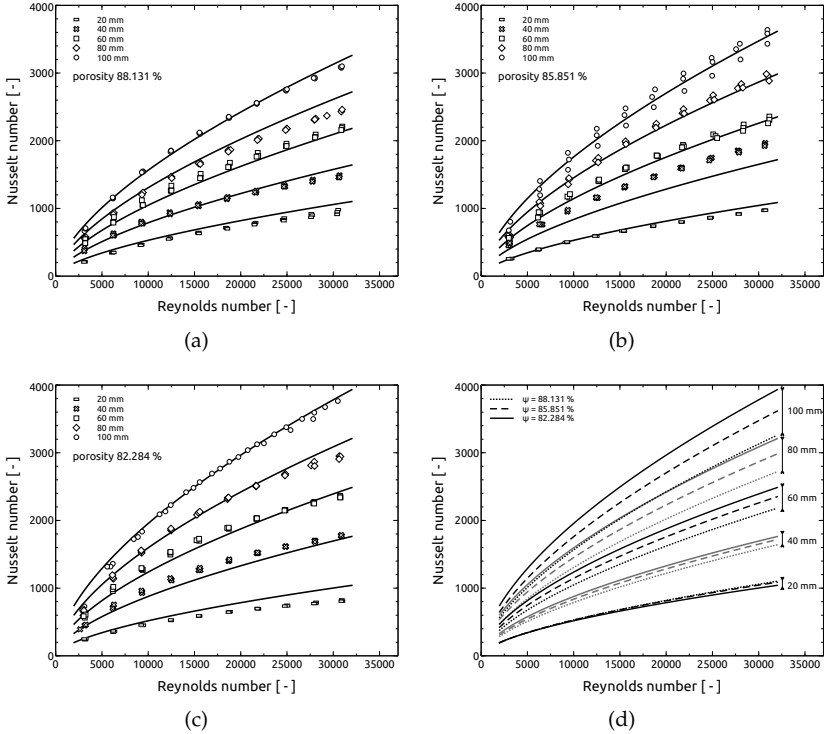 4000
3000
2000
1000
0
Nusselt number [ - ]
20 mm
40 mm
60 mm
80 mm
100 mm
porosity 88.131 %
0 5000 10000 15000 20000 25000 30000 35000
Reynolds number [ - ]
(a)
4000
3000
2000
1000
0
Nusselt number [ - ]
20 mm
40 mm
60 mm
80 mm
100 mm
porosity 85.851 %
0 5000 10000 15000 20000 25000 30000 35000
Reynolds number [ - ]
(b)
4000
3000
2000
1000
0
Nusselt number [ - ]
20 mm
40 mm
60 mm
80 mm
100 mm
porosity 82.284 %
0 5000 10000 15000 20000 25000 30000 35000
Reynolds number [ - ]
(c)
4000
3000
2000
1000
0
Nusselt number [ - ]
ψ = 88.131 %
ψ = 85.851 %
ψ = 82.284 %
100 mm
80 mm
60 mm
40 mm
20 mm
0 5000 10000 15000 20000 25000 30000 35000
Reynolds number [ - ]
(d)